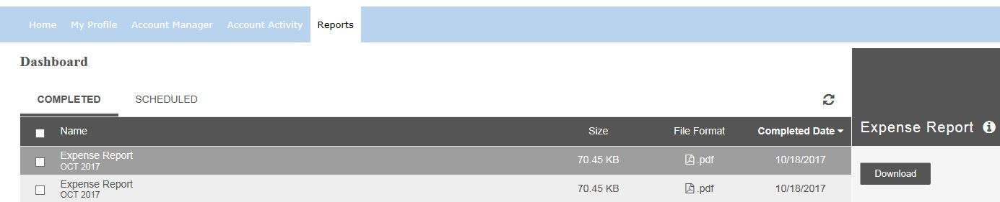 Home My Profile Account Manager Account Activity Reports
Dashboard
COMPLETED SCHEDULED
Name Size File Format Completed Date
Expense Report
OCT 2017
70.45 KB .pdf 10/18/2017
Expense Report
OCT 2017
70.45 KB .pdf 10/18/2017
Expense Report
Download